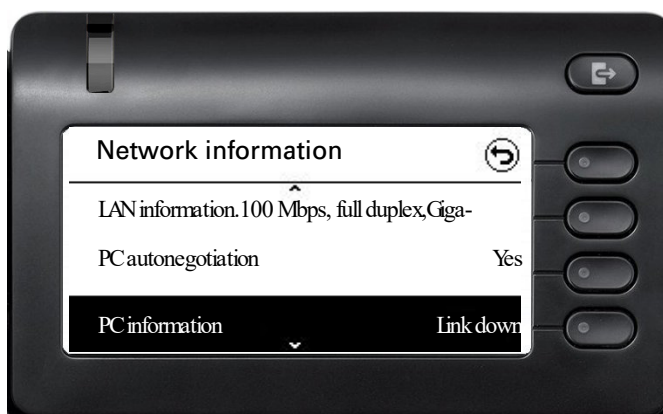 Network information
LAN information.100 Mbps, full duplex,Giga-
PC autonegotiation Yes
PC information Link down